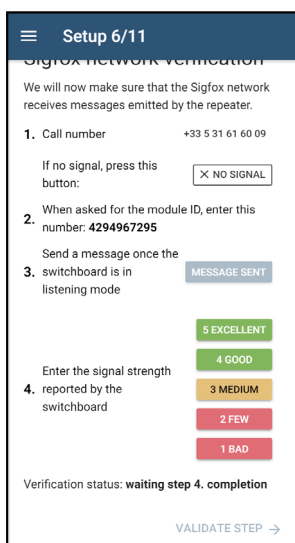 Setup 6/11
Sigfox network verification
We will now make sure that the Sigfox network
receives messages emitted by the repeater.
1. Call number +33 5 31 61 60 09
If no signal, press this
button:
× NO SIGNAL
2. When asked for the module ID, enter this
number: 4294967295
3. Send a message once the
switchboard is in
listening mode
MESSAGE SENT
4. Enter the signal strength
reported by the
switchboard
5 EXCELLENT
4 GOOD
3 MEDIUM
2 FEW
1 BAD
Verification status: waiting step 4. completion
VALIDATE STEP →